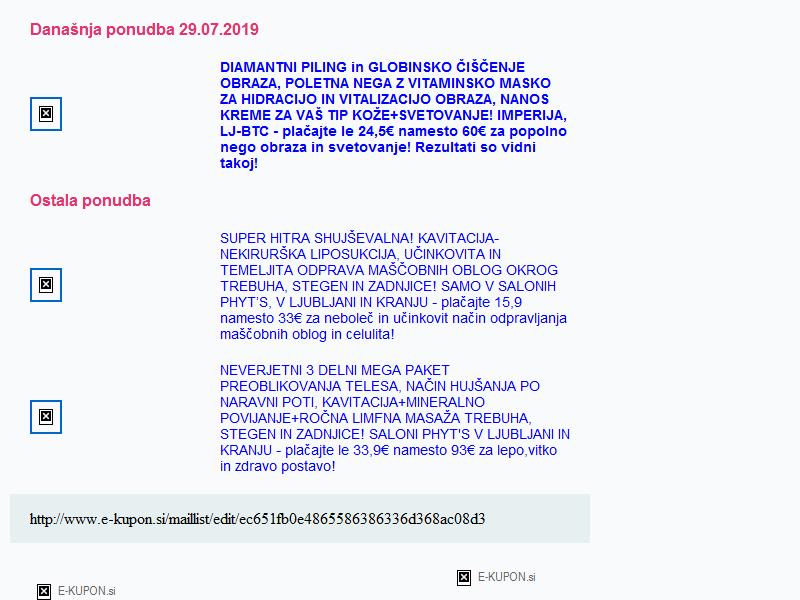 Današnja ponudba 29.07.2019
DIAMANTNI PILING in GLOBINSKO ČIŠČENJE
OBRAZA, POLETNA NEGA Z VITAMINSKO MASKO
ZA HIDRACIJO IN VITALIZACIJO OBRAZA, NANOS
KREME ZA VAŠ TIP KOŽE+SVETOVANJE! IMPERIJA,
LJ-BTC - plačajte le 24,5€ namesto 60€ za popolno
nego obraza in svetovanje! Rezultati so vidni
takoj!
Ostala ponudba
SUPER HITRA SHUJŠEVALNA! KAVITACIJA-
NEKIRURŠKA LIPOSUKCIJA, UČINKOVITA IN
TEMELJITA ODPRAVA MAŠČOBNIH OBLOG OKROG
TREBUHA, STEGEN IN ZADNJICE! SAMO V SALONIH
PHYT'S, V LJUBLJANI IN KRANJU - plačajte 15,9
namesto 33€ za neboleč in učinkovit način odpravljanja
maščobnih oblog in celulita!
NEVERJETNI 3 DELNI MEGA PAKET
PREOBLIKOVANJA TELESA, NAČIN HUJŠANJA PO
NARAVNI POTI, KAVITACIJA+MINERALNO
POVIJANJE+ROČNA LIMFNA MASAŽA TREBUHA,
STEGEN IN ZADNJICE! SALONI PHYT'S V LJUBLJANI IN
KRANJU - plačajte le 33,9€ namesto 93€ za lepo,vitko
in zdravo postavo!
http://www.e-kupon.si/maillist/edit/ec651fb0e4865586386336d368ac08d3
E-KUPON.si
E-KUPON.si